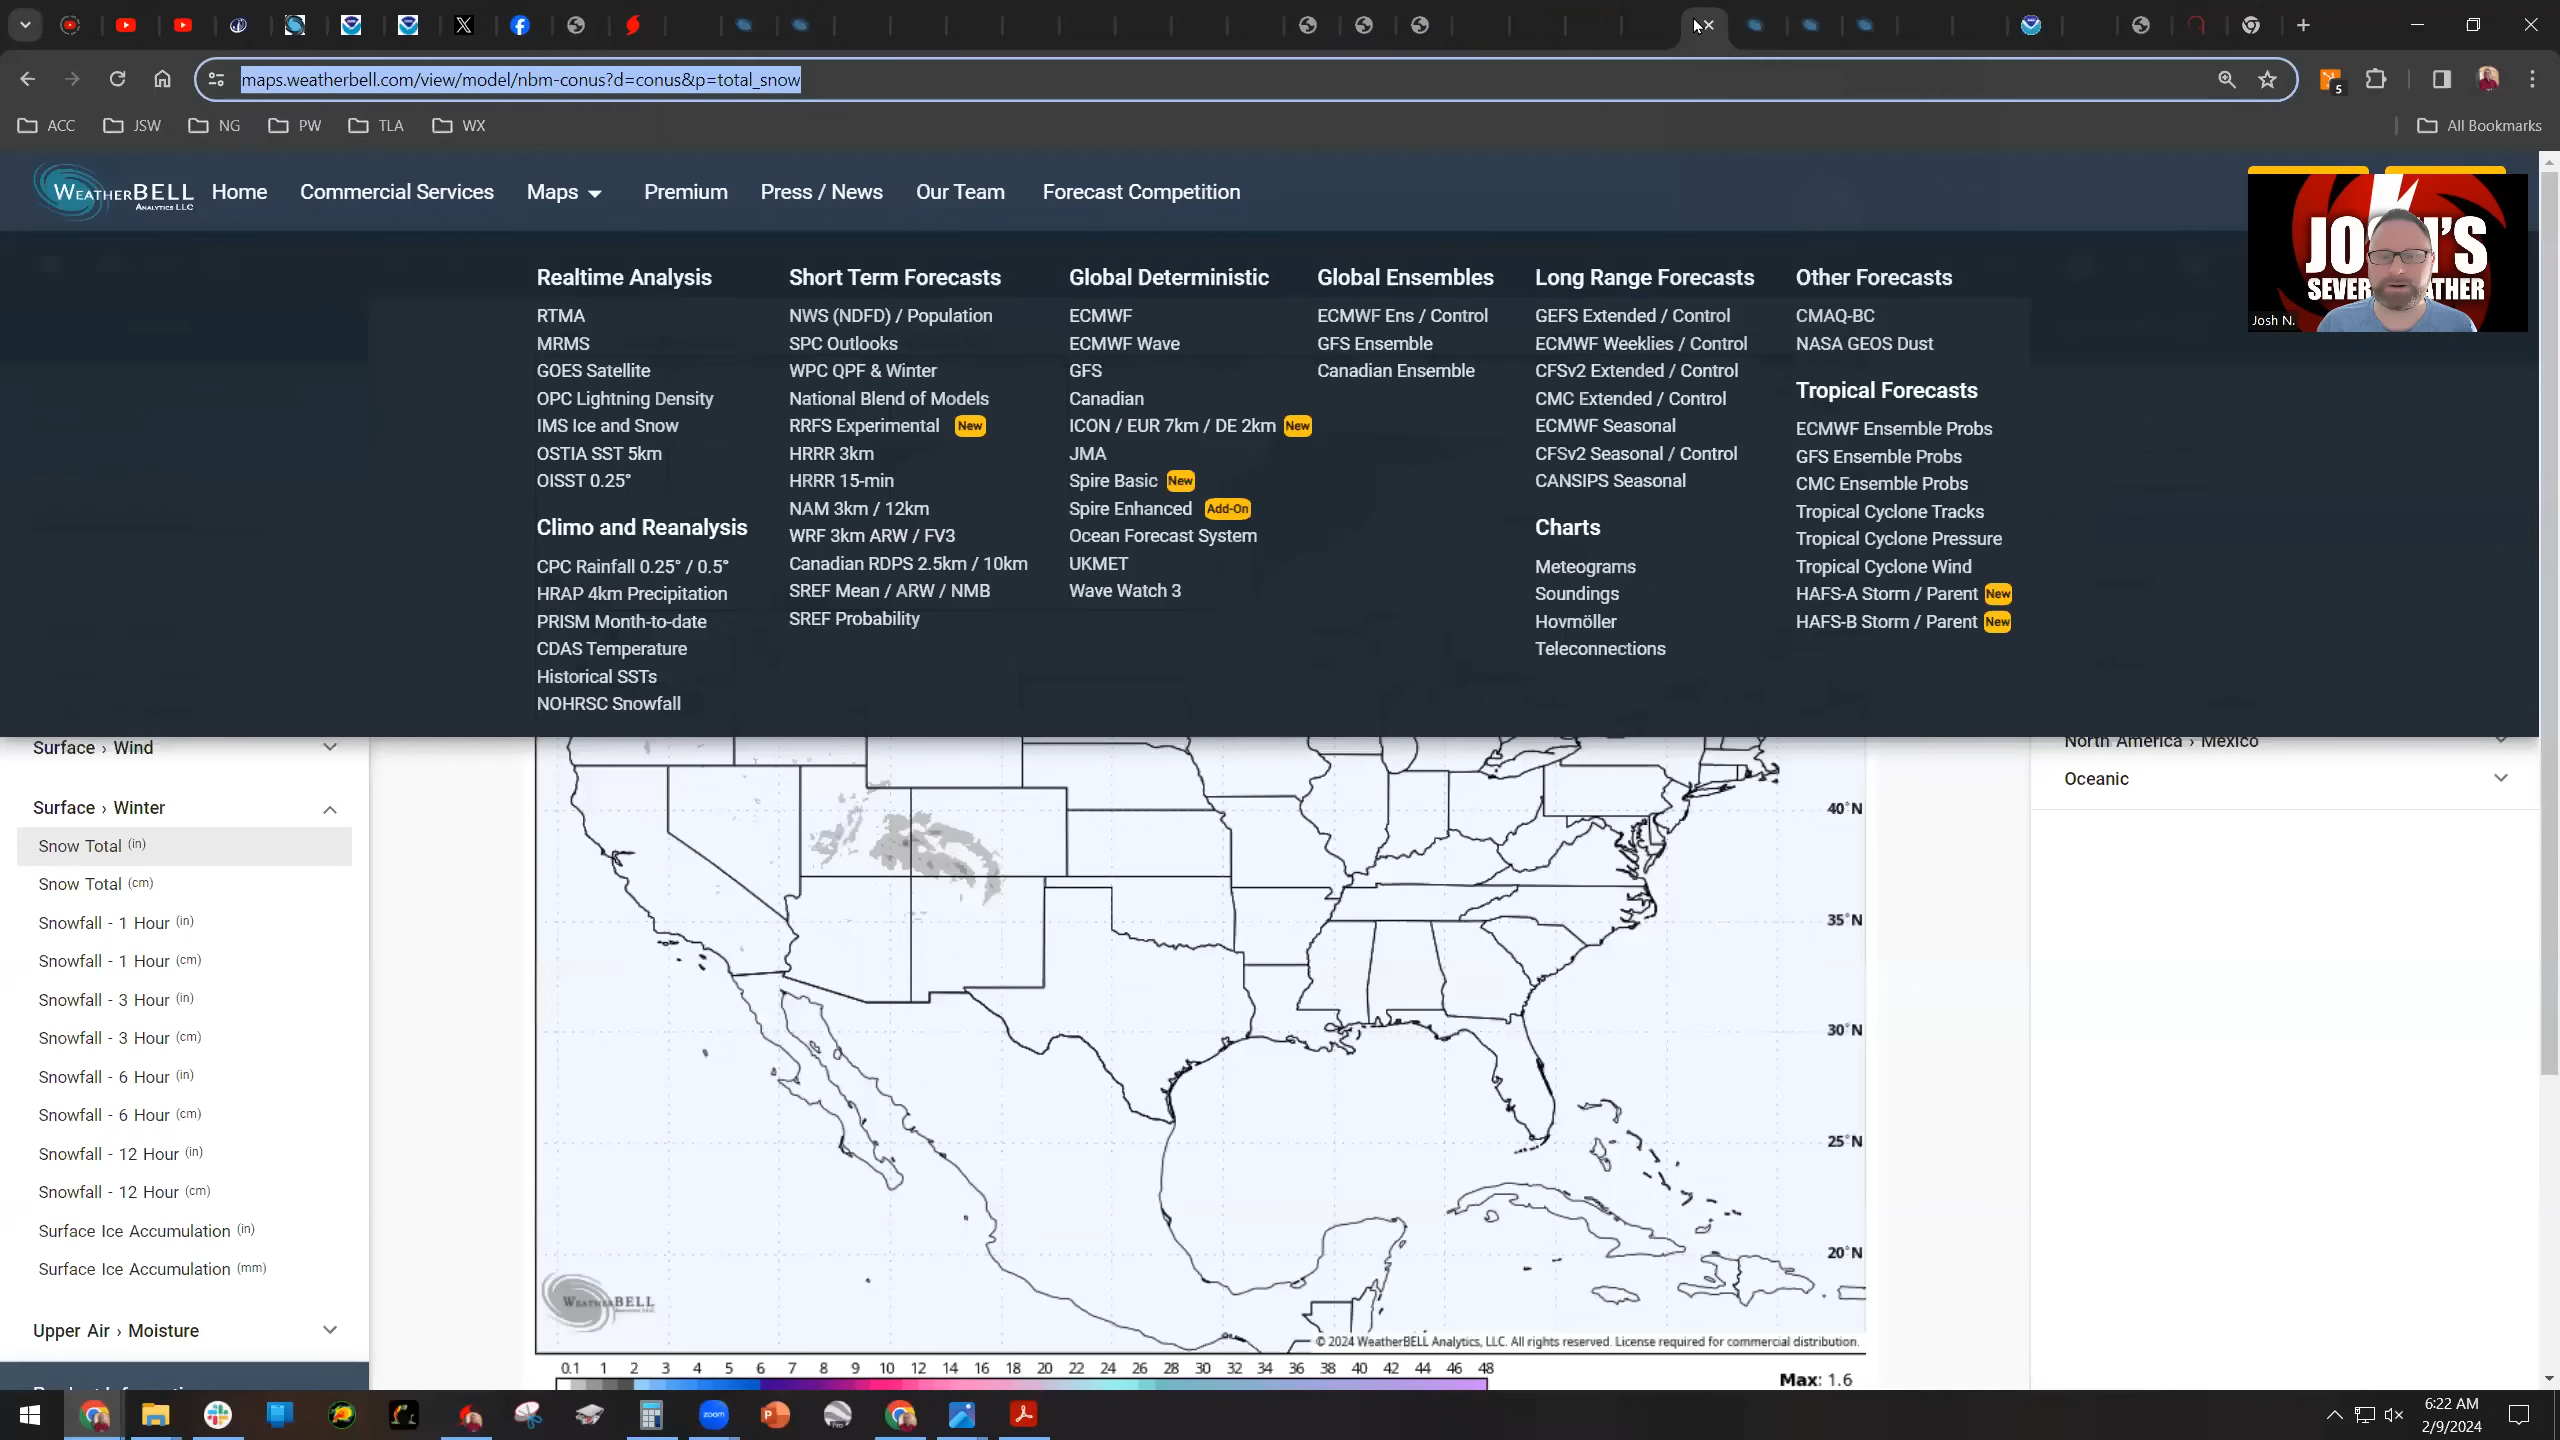 maps.weatherbell.com/view/model/nbm-conus?d=conus&p=total_snow
5
ACC JSW NG PW TLA WX All Bookmarks
WEATHERBELL ANALYTICS LLC Home Commercial Services Maps Premium Press / News Our Team Forecast Competition
Josh N.
Realtime Analysis
RTMA
MRMS
GOES Satellite
OPC Lightning Density
IMS Ice and Snow
OSTIA SST 5km
OISST 0.25°
Climo and Reanalysis
CPC Rainfall 0.25° / 0.5°
HRAP 4km Precipitation
PRISM Month-to-date
CDAS Temperature
Historical SSTs
NOHRSC Snowfall
Short Term Forecasts
NWS (NDFD) / Population
SPC Outlooks
WPC QPF & Winter
National Blend of Models
RRFS Experimental New
HRRR 3km
HRRR 15-min
NAM 3km / 12km
WRF 3km ARW / FV3
Canadian RDPS 2.5km / 10km
SREF Mean / ARW / NMB
SREF Probability
Global Deterministic
ECMWF
ECMWF Wave
GFS
Canadian
ICON / EUR 7km / DE 2km New
JMA
Spire Basic New
Spire Enhanced Add-On
Ocean Forecast System
UKMET
Wave Watch 3
Global Ensembles
ECMWF Ens / Control
GFS Ensemble
Canadian Ensemble
Long Range Forecasts
GEFS Extended / Control
ECMWF Weeklies / Control
CFSv2 Extended / Control
CMC Extended / Control
ECMWF Seasonal
CFSv2 Seasonal / Control
CANSIPS Seasonal
Charts
Meteograms
Soundings
Hovmöller
Teleconnections
Other Forecasts
CMAQ-BC
NASA GEOS Dust
Tropical Forecasts
ECMWF Ensemble Probs
GFS Ensemble Probs
CMC Ensemble Probs
Tropical Cyclone Tracks
Tropical Cyclone Pressure
Tropical Cyclone Wind
HAFS-A Storm / Parent New
HAFS-B Storm / Parent New
Surface › Wind
Surface › Winter
Snow Total (in)
Snow Total (cm)
Snowfall - 1 Hour (in)
Snowfall - 1 Hour (cm)
Snowfall - 3 Hour (in)
Snowfall - 3 Hour (cm)
Snowfall - 6 Hour (in)
Snowfall - 6 Hour (cm)
Snowfall - 12 Hour (in)
Snowfall - 12 Hour (cm)
Surface Ice Accumulation (in)
Surface Ice Accumulation (mm)
Upper Air › Moisture
North America › Mexico
Oceanic
40°N
35°N
30°N
25°N
20°N
WEATHERBELL
© 2024 WeatherBELL Analytics, LLC. All rights reserved. License required for commercial distribution.
0.1 1 2 3 4 5 6 7 8 9 10 12 14 16 18 20 22 24 26 28 30 32 34 36 38 40 42 44 46 48
Max: 1.6
zoom
6:22 AM
2/9/2024